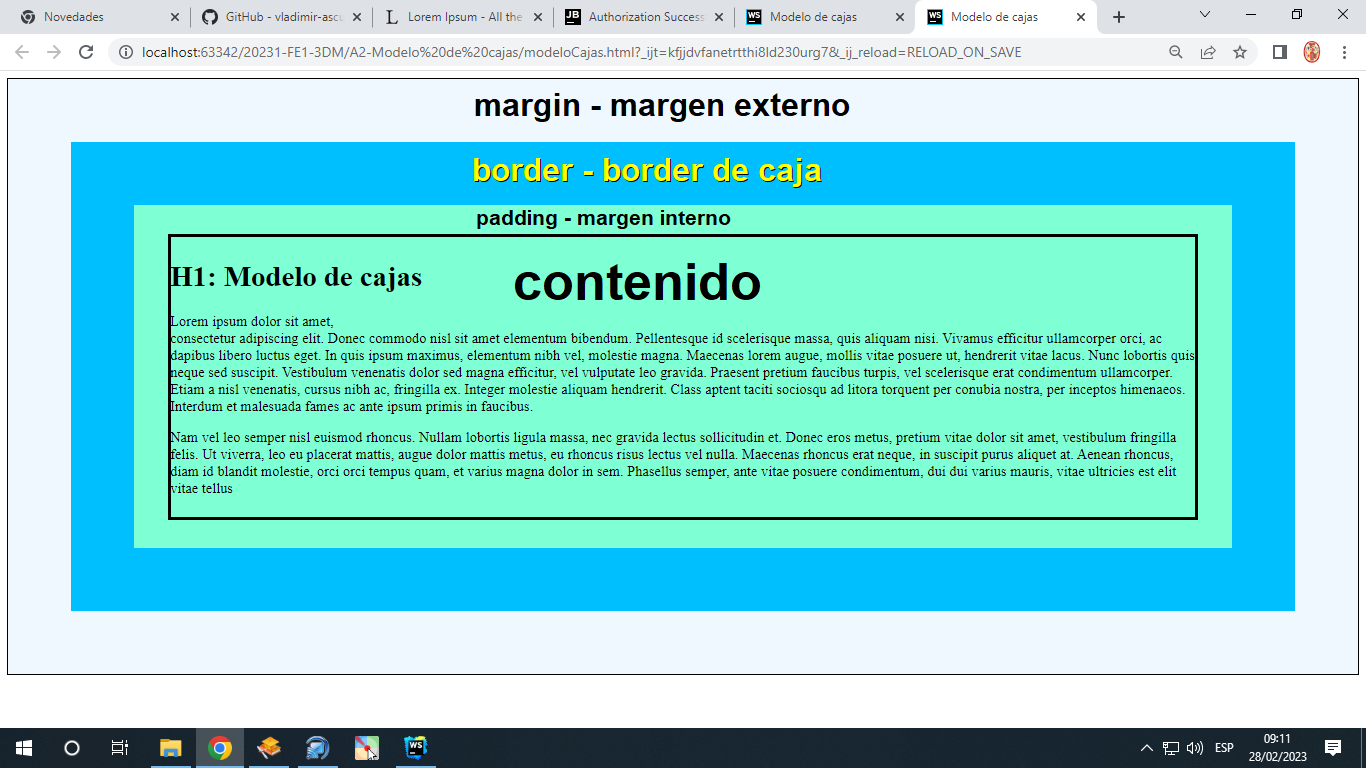 Novedades
GitHub - vladimir-ascu
Lorem Ipsum - All the
Authorization Success
Modelo de cajas
Modelo de cajas
localhost:63342/20231-FE1-3DM/A2-Modelo%20de%20cajas/modeloCajas.html?_ijt=kfjjdvfanetrtthi8ld230urg7&_ij_reload=RELOAD_ON_SAVE
margin - margen externo
border - border de caja
padding - margen interno
contenido
H1: Modelo de cajas
Lorem ipsum dolor sit amet,
consectetur adipiscing elit. Donec commodo nisl sit amet elementum bibendum. Pellentesque id scelerisque massa, quis aliquam nisi. Vivamus efficitur ullamcorper orci, ac
dapibus libero luctus eget. In quis ipsum maximus, elementum nibh vel, molestie magna. Maecenas lorem augue, mollis vitae posuere ut, hendrerit vitae lacus. Nunc lobortis quis
neque sed suscipit. Vestibulum venenatis dolor sed magna efficitur, vel vulputate leo gravida. Praesent pretium faucibus turpis, vel scelerisque erat condimentum ullamcorper.
Etiam a nisl venenatis, cursus nibh ac, fringilla ex. Integer molestie aliquam hendrerit. Class aptent taciti sociosqu ad litora torquent per conubia nostra, per inceptos himenaeos.
Interdum et malesuada fames ac ante ipsum primis in faucibus.
Nam vel leo semper nisl euismod rhoncus. Nullam lobortis ligula massa, nec gravida lectus sollicitudin et. Donec eros metus, pretium vitae dolor sit amet, vestibulum fringilla
felis. Ut viverra, leo eu placerat mattis, augue dolor mattis metus, eu rhoncus risus lectus vel nulla. Maecenas rhoncus erat neque, in suscipit purus aliquet at. Aenean rhoncus,
diam id blandit molestie, orci orci tempus quam, et varius magna dolor in sem. Phasellus semper, ante vitae posuere condimentum, dui dui varius mauris, vitae ultricies est elit
vitae tellus
ESP
09:11
28/02/2023